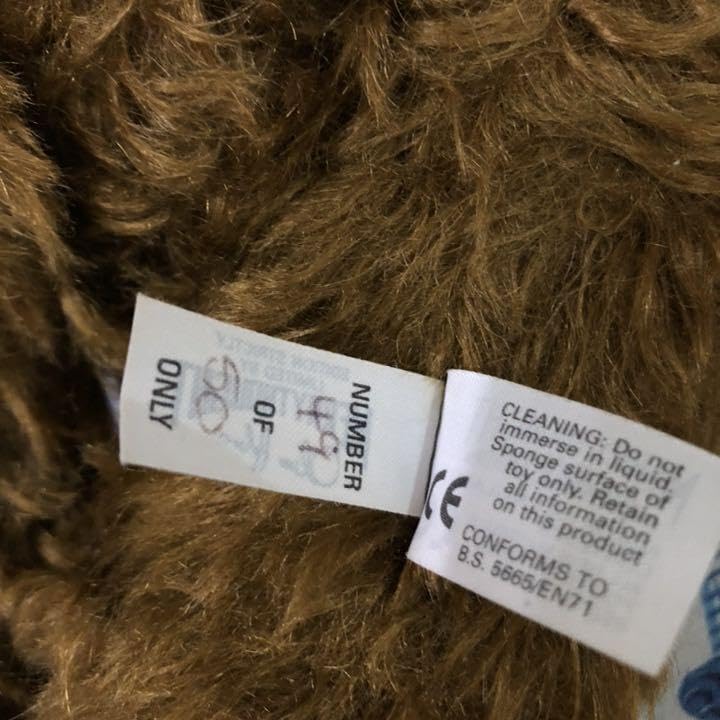 NUMBER
49
OF
50
ONLY
CLEANING: Do not
immerse in liquid.
Sponge surface of
toy only. Retain
all information
on this product
CE
CONFORMS TO
B.S. 5665/EN71